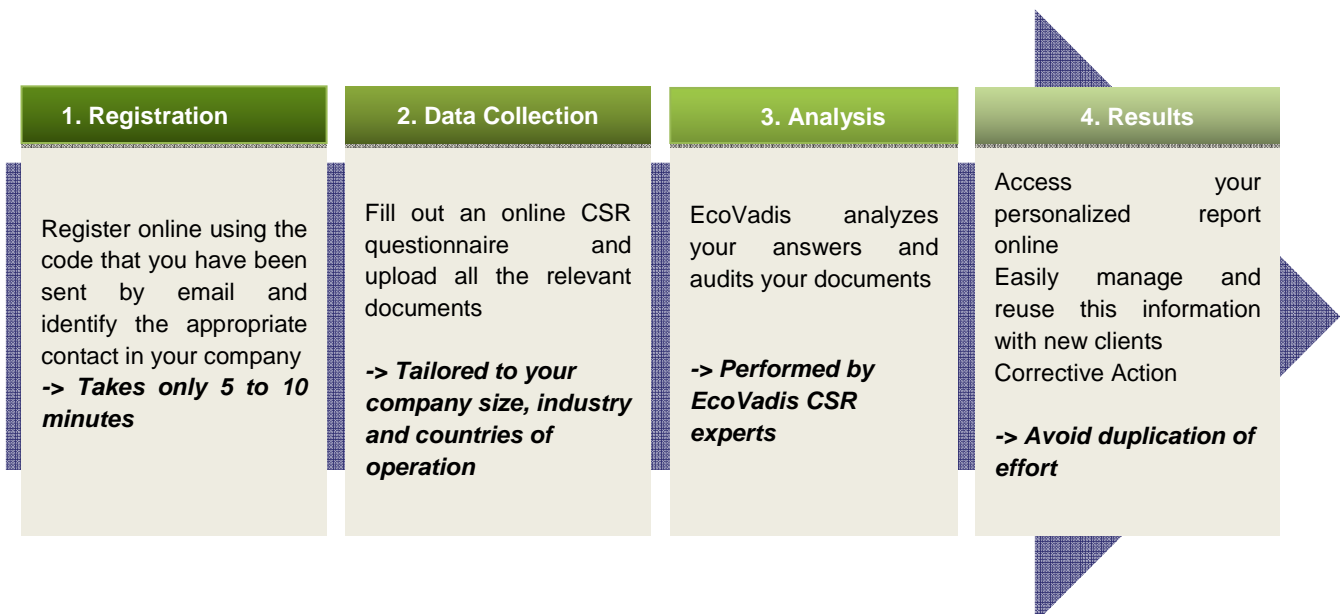 1. Registration
Register online using the
code that you have been
sent by email and
identify the appropriate
contact in your company
-> Takes only 5 to 10
minutes
2. Data Collection
Fill out an online CSR
questionnaire and
upload all the relevant
documents
-> Tailored to your
company size, industry
and countries of
operation
3. Analysis
EcoVadis analyzes
your answers and
audits your documents
-> Performed by
EcoVadis CSR
experts
4. Results
Access your
personalized report
online
Easily manage and
reuse this information
with new clients
Corrective Action
-> Avoid duplication of
effort